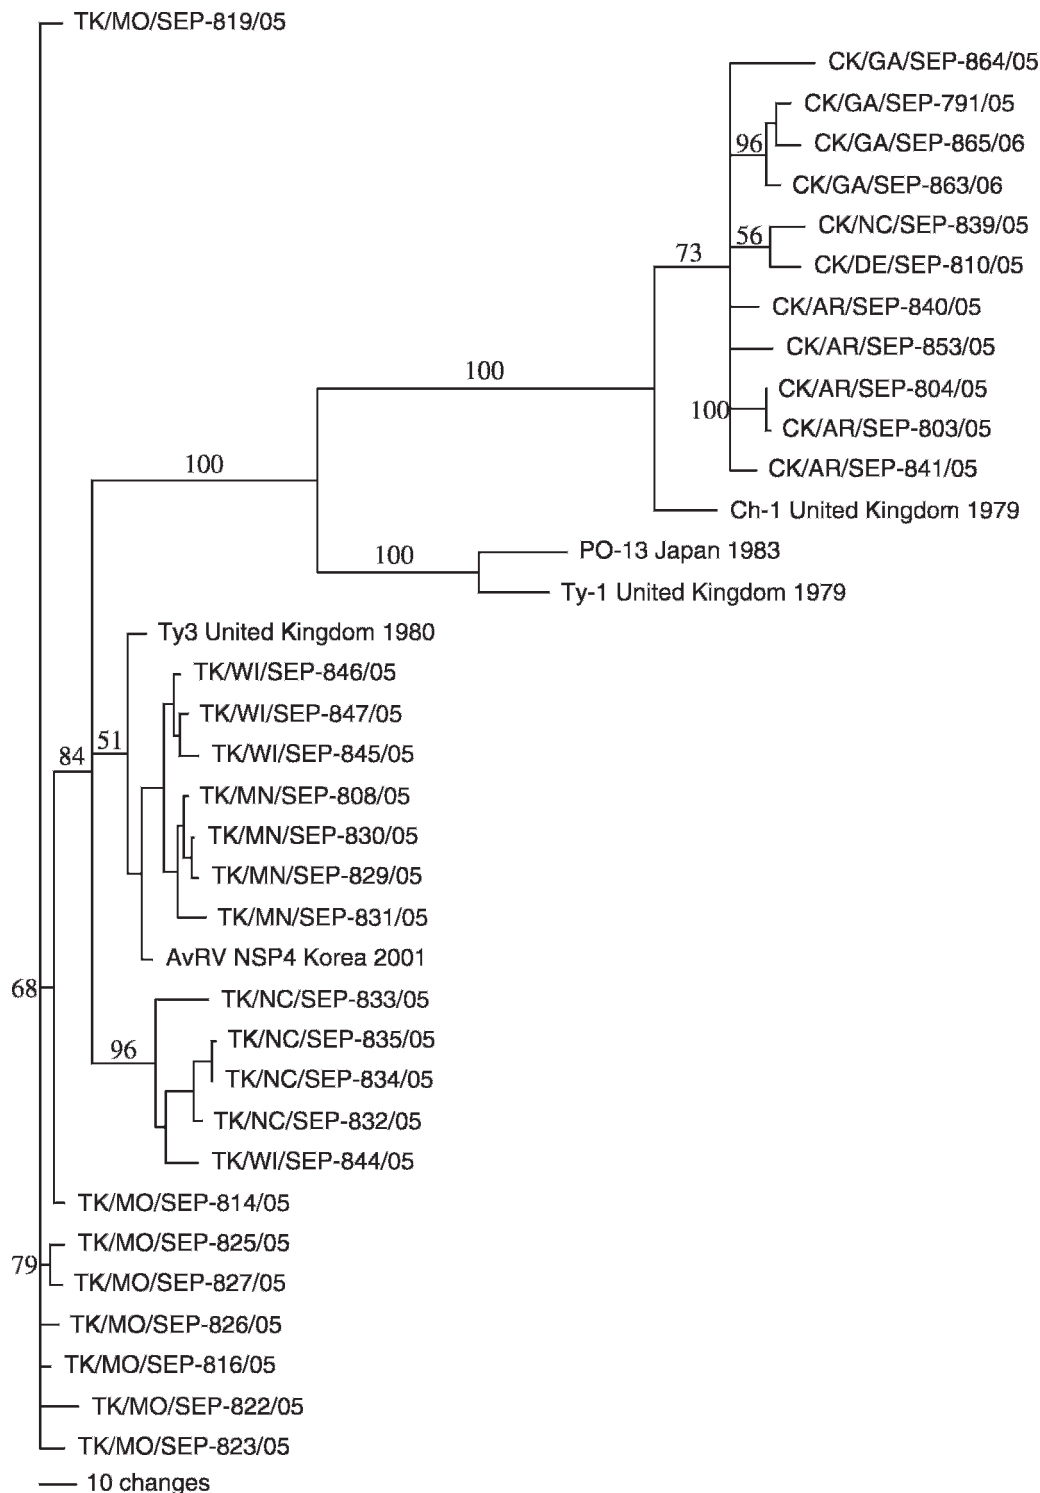 TK/MO/SEP-819/05
CK/GA/SEP-864/05
CK/GA/SEP-791/05
96
CK/GA/SEP-865/06
CK/GA/SEP-863/06
CK/NC/SEP-839/05
56
73
CK/DE/SEP-810/05
CK/AR/SEP-840/05
CK/AR/SEP-853/05
100
CK/AR/SEP-804/05
100
CK/AR/SEP-803/05
100
CK/AR/SEP-841/05
Ch-1 United Kingdom 1979
100
PO-13 Japan 1983
Ty-1 United Kingdom 1979
Ty3 United Kingdom 1980
TK/WI/SEP-846/05
TK/WI/SEP-847/05
51
84
TK/WI/SEP-845/05
TK/MN/SEP-808/05
TK/MN/SEP-830/05
TK/MN/SEP-829/05
TK/MN/SEP-831/05
AvRV NSP4 Korea 2001
68
TK/NC/SEP-833/05
TK/NC/SEP-835/05
96
TK/NC/SEP-834/05
TK/NC/SEP-832/05
TK/WI/SEP-844/05
TK/MO/SEP-814/05
TK/MO/SEP-825/05
79
TK/MO/SEP-827/05
TK/MO/SEP-826/05
TK/MO/SEP-816/05
TK/MO/SEP-822/05
TK/MO/SEP-823/05
10 changes